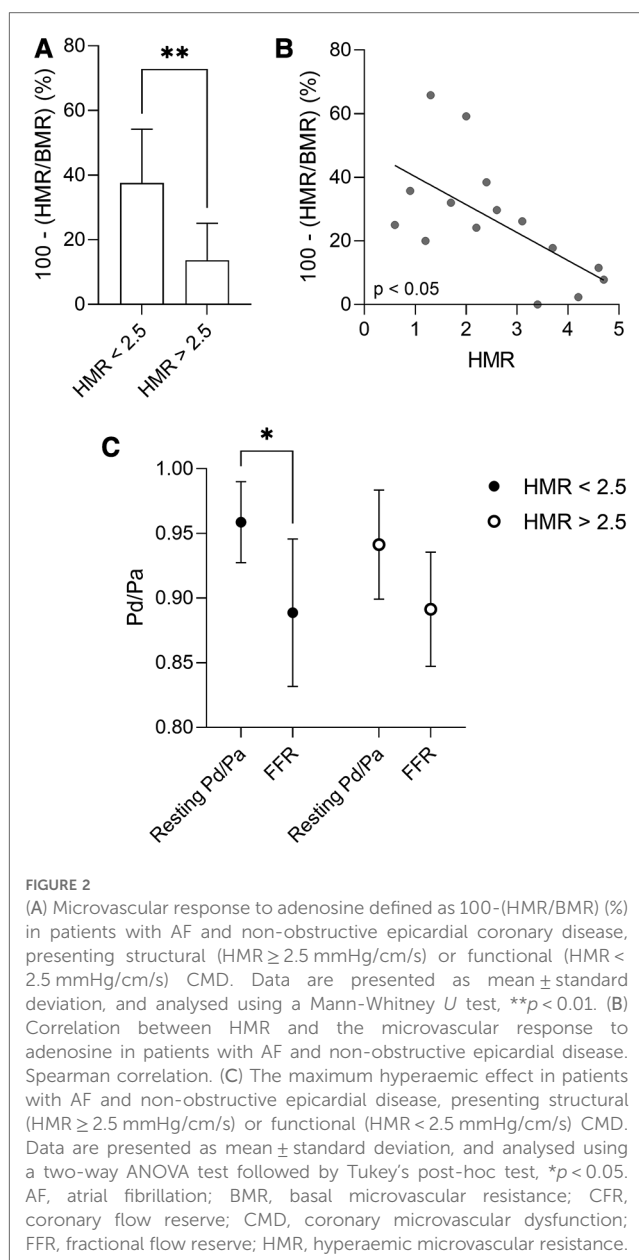 A
100 - (HMR/BMR) (%)
80
60
40
20
0
**
HMR < 2.5
HMR > 2.5
B
100 - (HMR/BMR) (%)
80
60
40
20
0
p < 0.05
0 1 2 3 4 5
HMR
C
Pd/Pa
1.00
0.95
0.90
0.85
0.80
*
Resting Pd/Pa
FFR
Resting Pd/Pa
FFR
HMR < 2.5
HMR > 2.5
FIGURE 2
(A) Microvascular response to adenosine defined as 100-(HMR/BMR) (%)
in patients with AF and non-obstructive epicardial coronary disease,
presenting structural (HMR ≥ 2.5 mmHg/cm/s) or functional (HMR <
2.5 mmHg/cm/s) CMD. Data are presented as mean ± standard
deviation, and analysed using a Mann-Whitney U test, **p < 0.01. (B)
Correlation between HMR and the microvascular response to
adenosine in patients with AF and non-obstructive epicardial disease.
Spearman correlation. (C) The maximum hyperaemic effect in patients
with AF and non-obstructive epicardial disease, presenting structural
(HMR ≥ 2.5 mmHg/cm/s) or functional (HMR < 2.5 mmHg/cm/s) CMD.
Data are presented as mean ± standard deviation, and analysed using
a two-way ANOVA test followed by Tukey's post-hoc test, *p < 0.05.
AF, atrial fibrillation; BMR, basal microvascular resistance; CFR,
coronary flow reserve; CMD, coronary microvascular dysfunction;
FFR, fractional flow reserve; HMR, hyperaemic microvascular resistance.